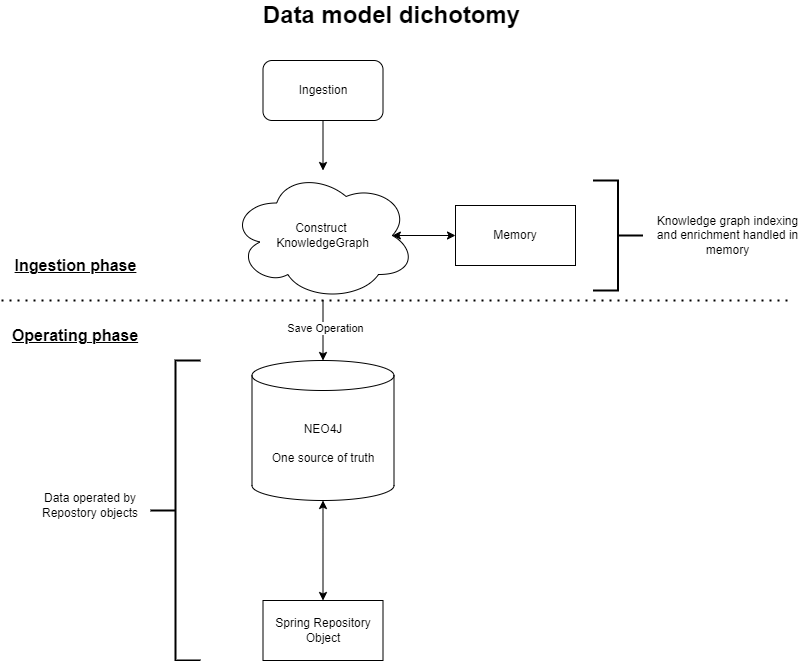 Data model dichotomy
Ingestion
Construct
KnowledgeGraph
Memory
Knowledge graph indexing
and enrichment handled in
memory
Ingestion phase
Save Operation
Operating phase
NEO4J
One source of truth
Data operated by
Repostory objects
Spring Repository
Object